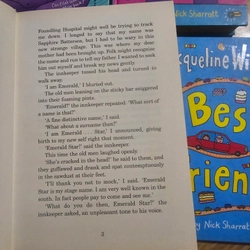 Foundling Hospital might well be trying to track
me down. I longed to say that my name was
Sapphire Battersea, but I had to be wary in this
new strange village. This was where my dear
mother had been brought up. Folk might recognize
the name and run to tell my father. I wanted to seek
him out myself and break my news gently.
The innkeeper tossed his head and turned to
walk away.
'I am Emerald,' I blurted out.
The old men leaning on the sticky bar sniggered
into their foaming pints.
'Emerald?' the innkeeper repeated. 'What sort of
a name is that?'
'A fine distinctive name,' I said.
'What about a surname then?'
'I am Emerald . . . Star,' I announced, giving
birth to my new self right that moment.
'Emerald Star!' said the innkeeper.
This time the old men laughed openly.
'She's cracked in the head!' he said to them, and
they guffawed and drank and spat contemptuously
in the sawdust at their feet.
'I'll thank you not to mock,' I said. 'Emerald
Star is my stage name. I am very well known in the
south. In fact people pay to come and see me.'
'What do you do then, Emerald Star?' the
innkeeper asked, an unpleasant tone to his voice.
3
Nick Sharratt
cqueline Wi
Bes
rien
y Nick Sharratt